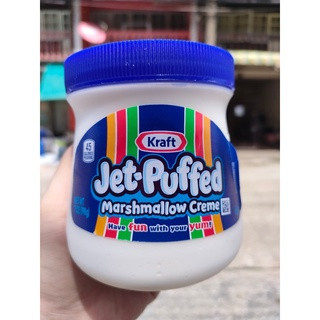 Kraft
45
Jet-Puffed
Marshmallow Creme
Have fun with your yum!